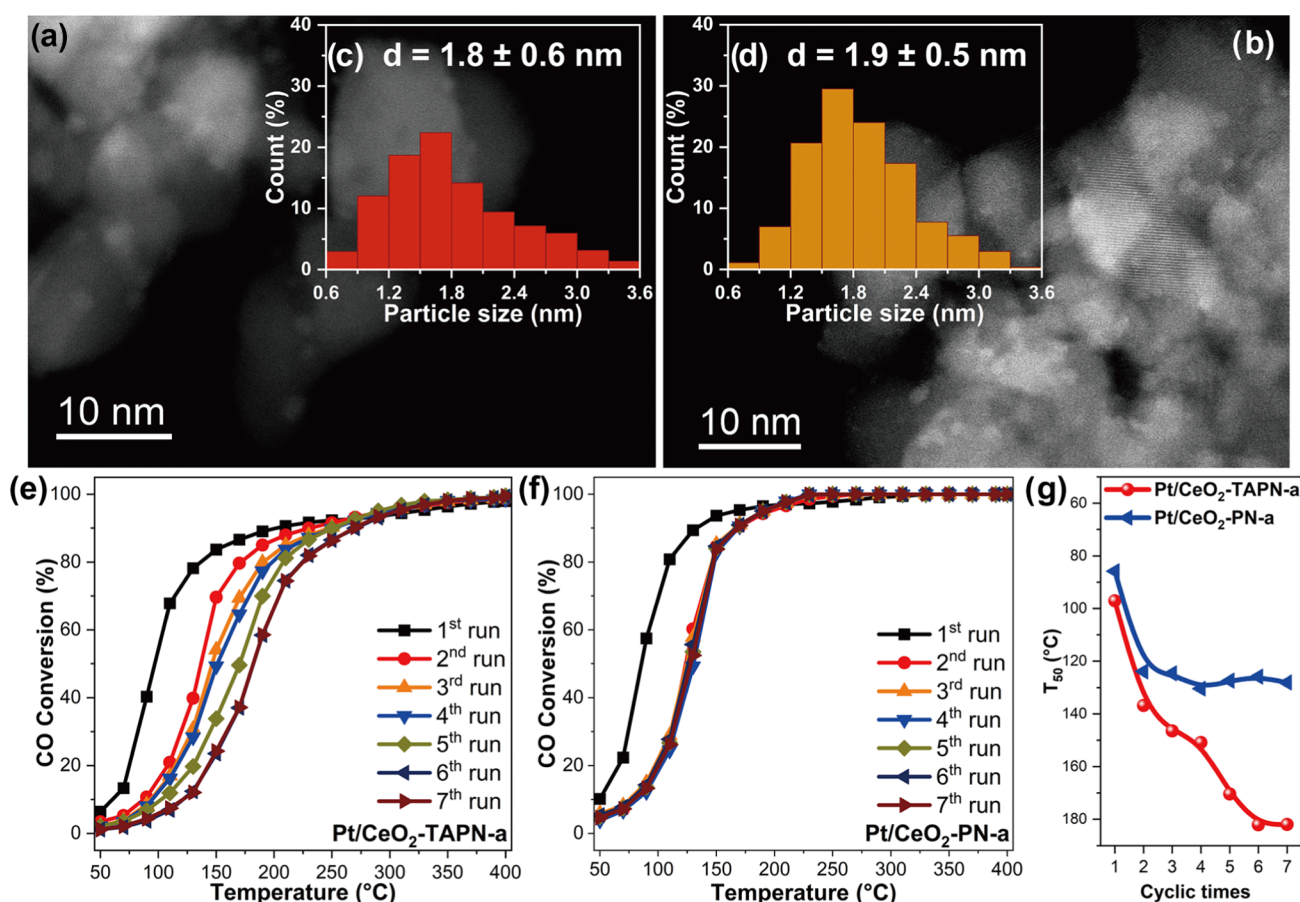 (a)
(c) d = 1.8 ± 0.6 nm
Count (%)
40
30
20
10
0
0.6 1.2 1.8 2.4 3.0 3.6
Particle size (nm)
10 nm
(d) d = 1.9 ± 0.5 nm
(b)
Count (%)
40
30
20
10
0
0.6 1.2 1.8 2.4 3.0 3.6
Particle size (nm)
10 nm
(e)
CO Conversion (%)
100
80
60
40
20
0
1st run
2nd run
3rd run
4th run
5th run
6th run
7th run
Pt/CeO₂-TAPN-a
50 100 150 200 250 300 350 400
Temperature (°C)
(f)
CO Conversion (%)
100
80
60
40
20
0
1st run
2nd run
3rd run
4th run
5th run
6th run
7th run
Pt/CeO₂-PN-a
50 100 150 200 250 300 350 400
Temperature (°C)
(g)
Pt/CeO₂-TAPN-a
Pt/CeO₂-PN-a
T₅₀ (°C)
60
80
100
120
140
160
180
1 2 3 4 5 6 7
Cyclic times